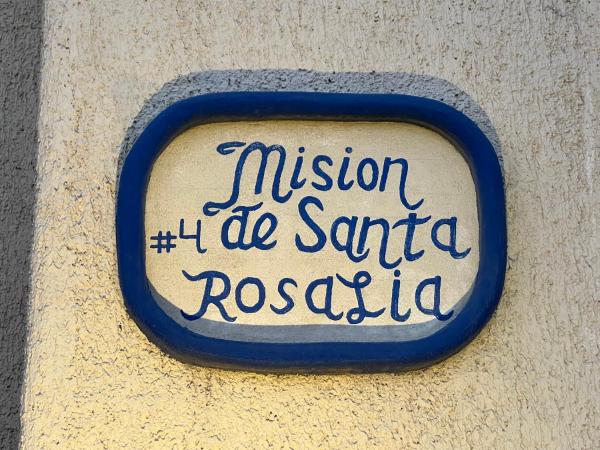 Mision
#4 de Santa
RosaLia